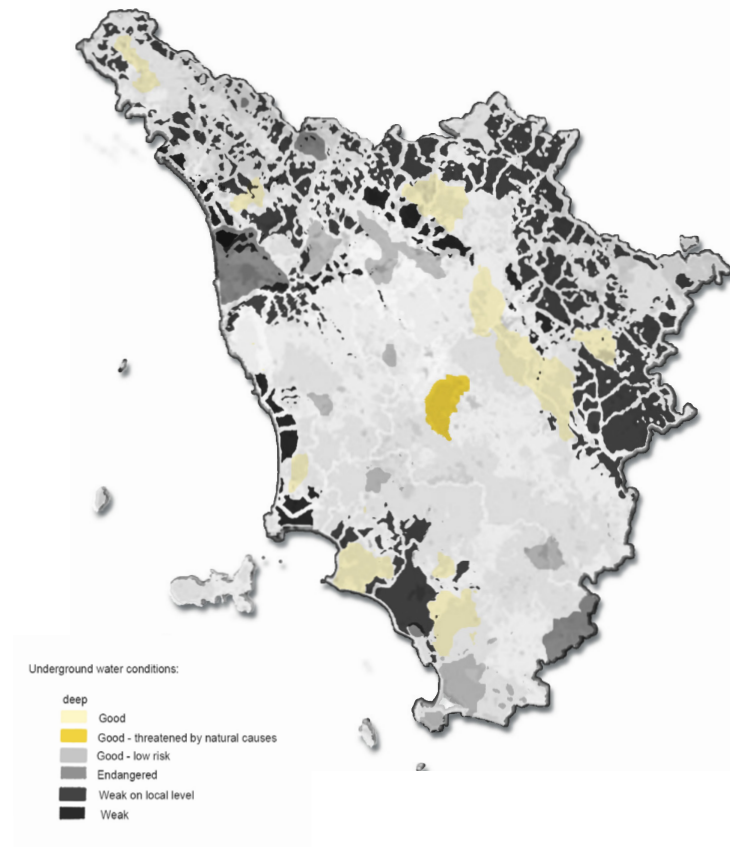 Underground water conditions:
deep
Good
Good - threatened by natural causes
Good - low risk
Endangered
Weak on local level
Weak